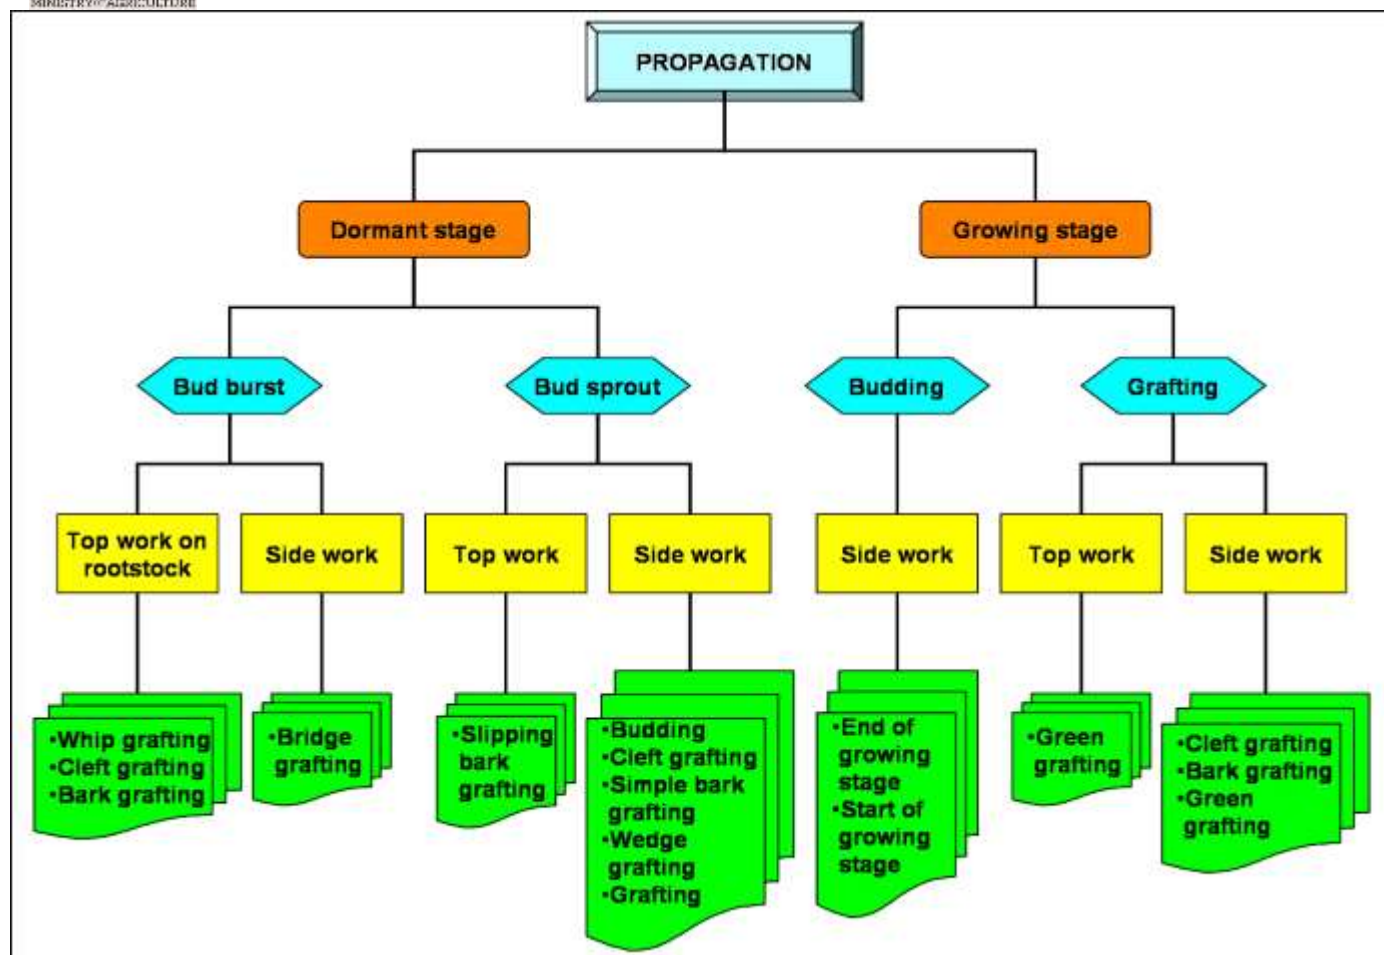 MINISTRY OF AGRICULTURE
PROPAGATION
Dormant stage
Growing stage
Bud burst
Bud sprout
Budding
Grafting
Top work on
rootstock
Side work
Top work
Side work
Side work
Top work
Side work
•Whip grafting
•Cleft grafting
•Bark grafting
•Bridge
grafting
•Slipping
bark
grafting
•Budding
•Cleft grafting
•Simple bark
grafting
•Wedge
grafting
•Grafting
•End of
growing
stage
•Start of
growing
stage
•Green
grafting
•Cleft grafting
•Bark grafting
•Green
grafting